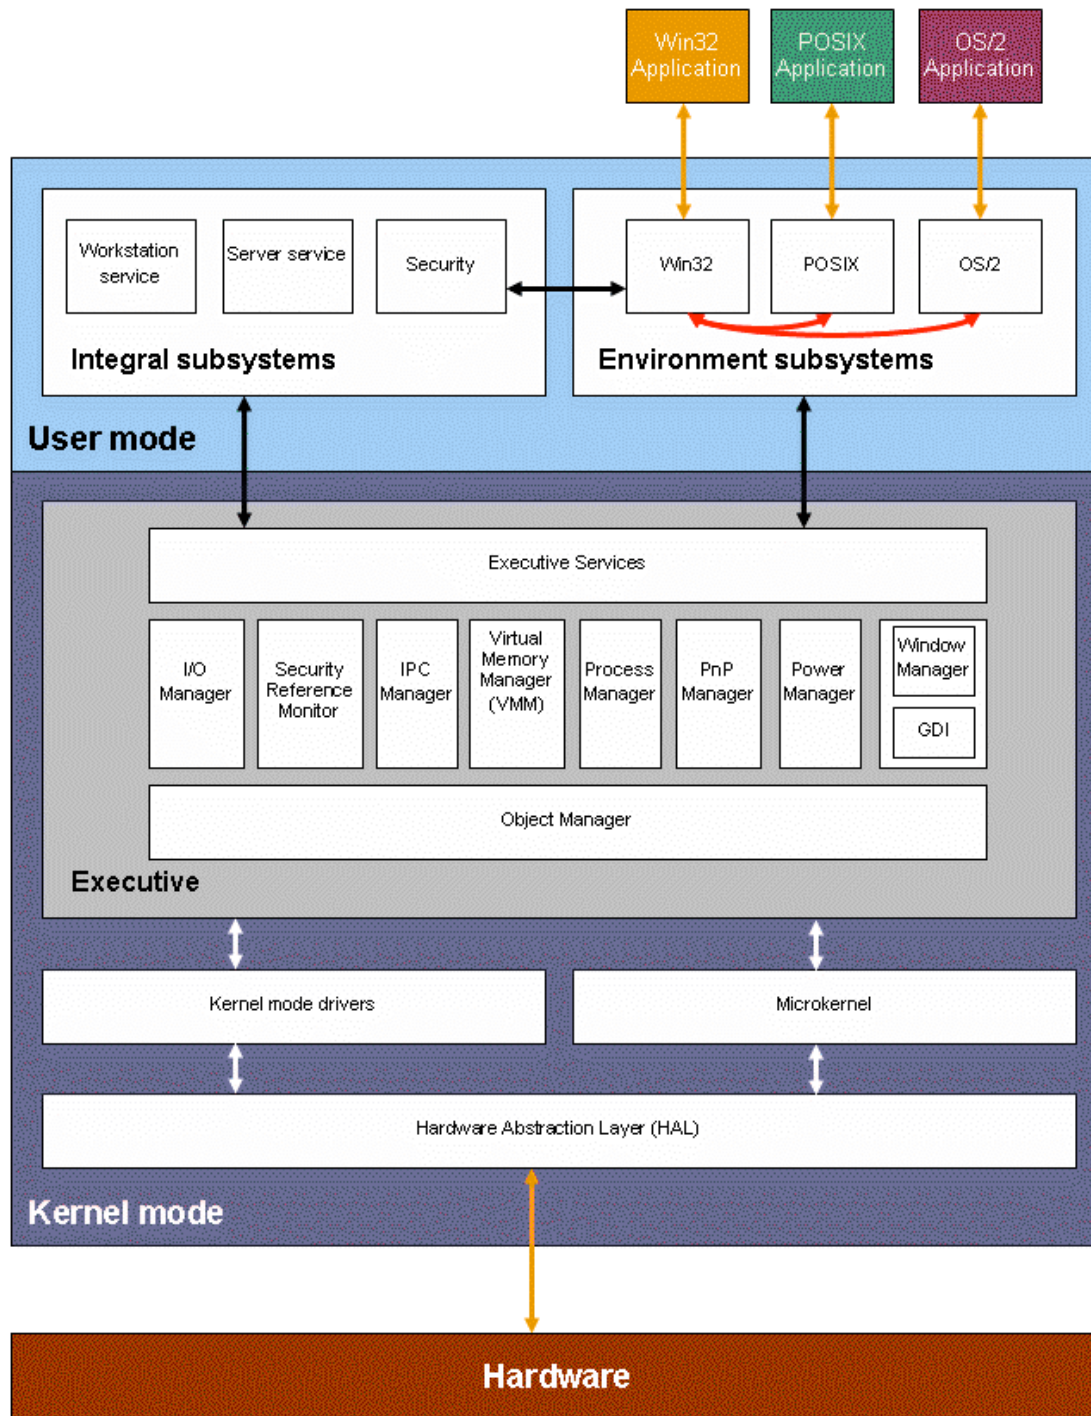 Win32
Application
POSIX
Application
OS/2
Application
Workstation
service
Server service
Security
Win32
POSIX
OS/2
Integral subsystems
Environment subsystems
User mode
Executive Services
I/O
Manager
Security
Reference
Monitor
IPC
Manager
Virtual
Memory
Manager
(VMM)
Process
Manager
PnP
Manager
Power
Manager
Window
Manager
GDI
Object Manager
Executive
Kernel mode drivers
Microkernel
Hardware Abstraction Layer (HAL)
Kernel mode
Hardware